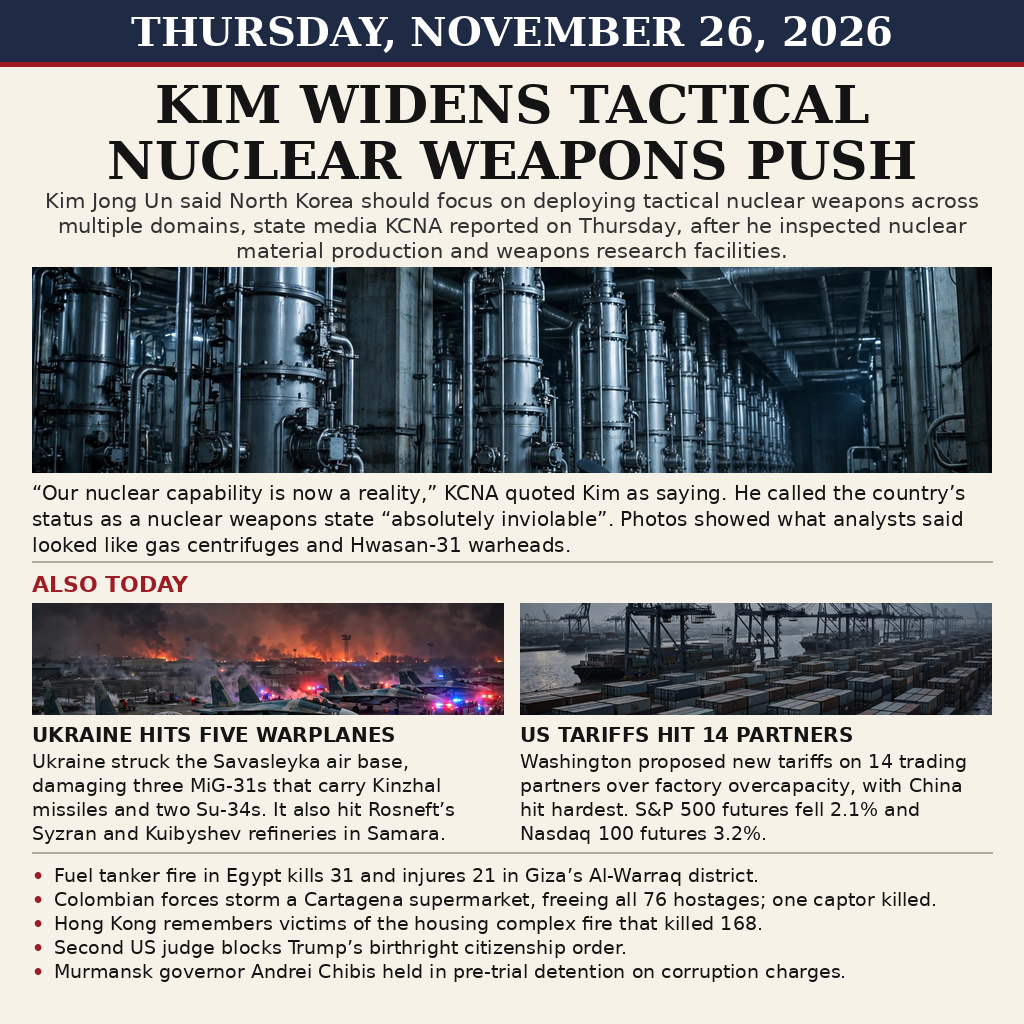 THURSDAY, NOVEMBER 26, 2026
KIM WIDENS TACTICAL
NUCLEAR WEAPONS PUSH
Kim Jong Un said North Korea should focus on deploying tactical nuclear weapons across
multiple domains, state media KCNA reported on Thursday, after he inspected nuclear
material production and weapons research facilities.
“Our nuclear capability is now a reality,” KCNA quoted Kim as saying. He called the country’s
status as a nuclear weapons state “absolutely inviolable”. Photos showed what analysts said
looked like gas centrifuges and Hwasan-31 warheads.
ALSO TODAY
UKRAINE HITS FIVE WARPLANES
Ukraine struck the Savasleyka air base,
damaging three MiG-31s that carry Kinzhal
missiles and two Su-34s. It also hit Rosneft’s
Syzran and Kuibyshev refineries in Samara.
US TARIFFS HIT 14 PARTNERS
Washington proposed new tariffs on 14 trading
partners over factory overcapacity, with China
hit hardest. S&P 500 futures fell 2.1% and
Nasdaq 100 futures 3.2%.
• Fuel tanker fire in Egypt kills 31 and injures 21 in Giza’s Al-Warraq district.
• Colombian forces storm a Cartagena supermarket, freeing all 76 hostages; one captor killed.
• Hong Kong remembers victims of the housing complex fire that killed 168.
• Second US judge blocks Trump’s birthright citizenship order.
• Murmansk governor Andrei Chibis held in pre-trial detention on corruption charges.